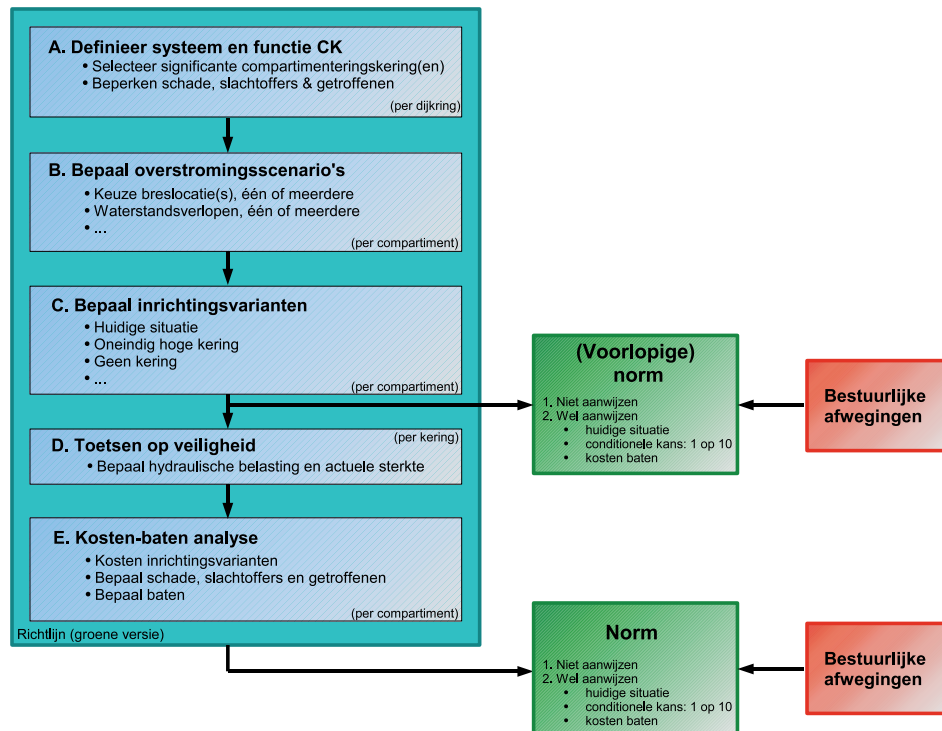 A. Definieer systeem en functie CK
• Selecteer significante compartimenteringskering(en)
• Beperken schade, slachtoffers & getroffenen
(per dijkring)
B. Bepaal overstromingsscenario's
• Keuze breslocatie(s), één of meerdere
• Waterstandsverlopen, één of meerdere
• ...
(per compartiment)
C. Bepaal inrichtingsvarianten
• Huidige situatie
• Oneindig hoge kering
• Geen kering
• ...
(per compartiment)
(per kering)
D. Toetsen op veiligheid
• Bepaal hydraulische belasting en actuele sterkte
E. Kosten-baten analyse
• Kosten inrichtingsvarianten
• Bepaal schade, slachtoffers en getroffenen
• Bepaal baten
(per compartiment)
Richtlijn (groene versie)
(Voorlopige)
norm
1. Niet aanwijzen
2. Wel aanwijzen
• huidige situatie
• conditionele kans: 1 op 10
• kosten baten
Bestuurlijke
afwegingen
Norm
1. Niet aanwijzen
2. Wel aanwijzen
• huidige situatie
• conditionele kans: 1 op 10
• kosten baten
Bestuurlijke
afwegingen